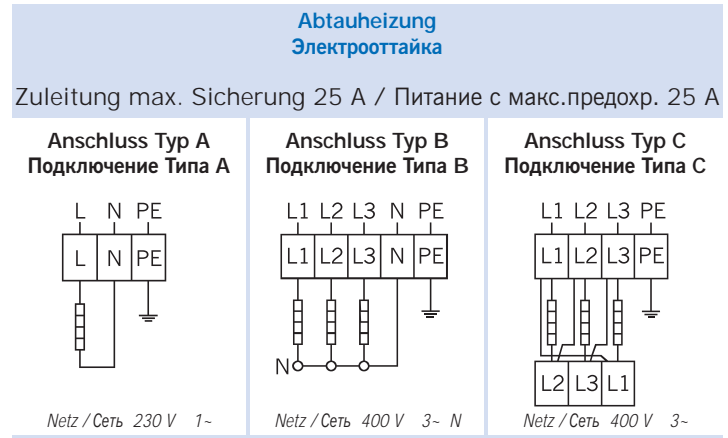 Abtauheizung
Электрооттайка
Zuleitung max. Sicherung 25 A / Питание с макс.предохр. 25 A
Anschluss Typ A
Подключение Типа A
L N PE
L N PE
Netz / Сеть 230 V 1~
Anschluss Typ B
Подключение Типа B
L1 L2 L3 N PE
L1 L2 L3 N PE
N
Netz / Сеть 400 V 3~ N
Anschluss Typ C
Подключение Типа C
L1 L2 L3 PE
L1 L2 L3 PE
L2 L3 L1
Netz / Сеть 400 V 3~